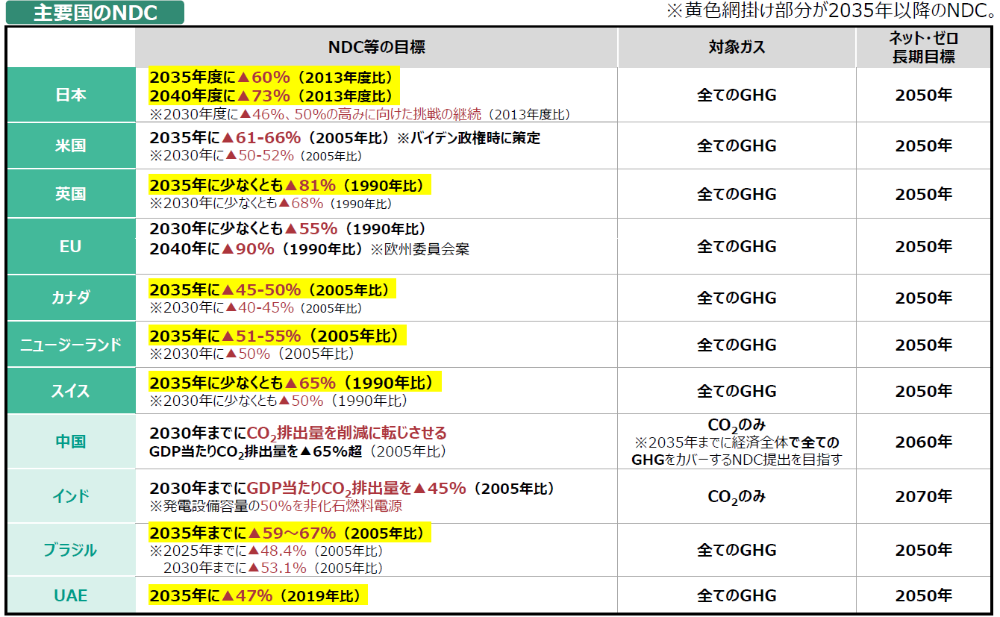 主要国のNDC
※黄色網掛け部分が2035年以降のNDC。
NDC等の目標
対象ガス
ネット・ゼロ
長期目標
日本
2035年度に▲60%（2013年度比）
2040年度に▲73%（2013年度比）
※2030年度に▲46%、50%の高みに向けた挑戦の継続（2013年度比）
全てのGHG
2050年
米国
2035年に▲61-66%（2005年比）※バイデン政権時に策定
※2030年に▲50-52%（2005年比）
全てのGHG
2050年
英国
2035年に少なくとも▲81%（1990年比）
※2030年に少なくとも▲68%（1990年比）
全てのGHG
2050年
EU
2030年に少なくとも▲55%（1990年比）
2040年に▲90%（1990年比）※欧州委員会案
全てのGHG
2050年
カナダ
2035年に▲45-50%（2005年比）
※2030年に▲40-45%（2005年比）
全てのGHG
2050年
ニュージーランド
2035年に▲51-55%（2005年比）
※2030年に▲50%（2005年比）
全てのGHG
2050年
スイス
2035年に少なくとも▲65%（1990年比）
※2030年に少なくとも▲50%（1990年比）
全てのGHG
2050年
中国
2030年までにCO2排出量を削減に転じさせる
GDP当たりCO2排出量を▲65%超（2005年比）
CO2のみ
※2035年までに経済全体で全ての
GHGをカバーするNDC提出を目指す
2060年
インド
2030年までにGDP当たりCO2排出量を▲45%（2005年比）
※発電設備容量の50%を非化石燃料電源
CO2のみ
2070年
ブラジル
2035年までに▲59～67%（2005年比）
※2025年までに▲48.4%（2005年比）
2030年までに▲53.1%（2005年比）
全てのGHG
2050年
UAE
2035年に▲47%（2019年比）
全てのGHG
2050年